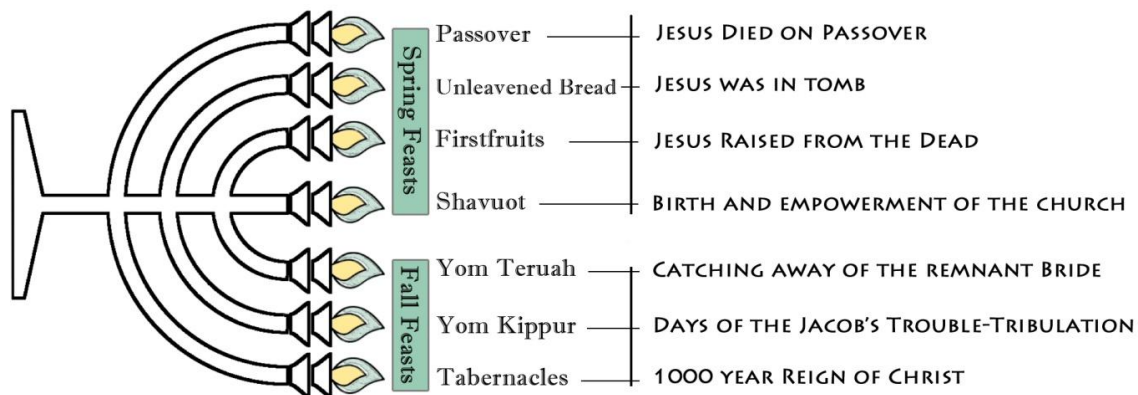 Spring Feasts
Passover JESUS DIED ON PASSOVER
Unleavened Bread JESUS WAS IN TOMB
Firstfruits JESUS RAISED FROM THE DEAD
Shavuot BIRTH AND EMPOWERMENT OF THE CHURCH
Fall Feasts
Yom Teruah CATCHING AWAY OF THE REMNANT BRIDE
Yom Kippur DAYS OF THE JACOB'S TROUBLE-TRIBULATION
Tabernacles 1000 YEAR REIGN OF CHRIST